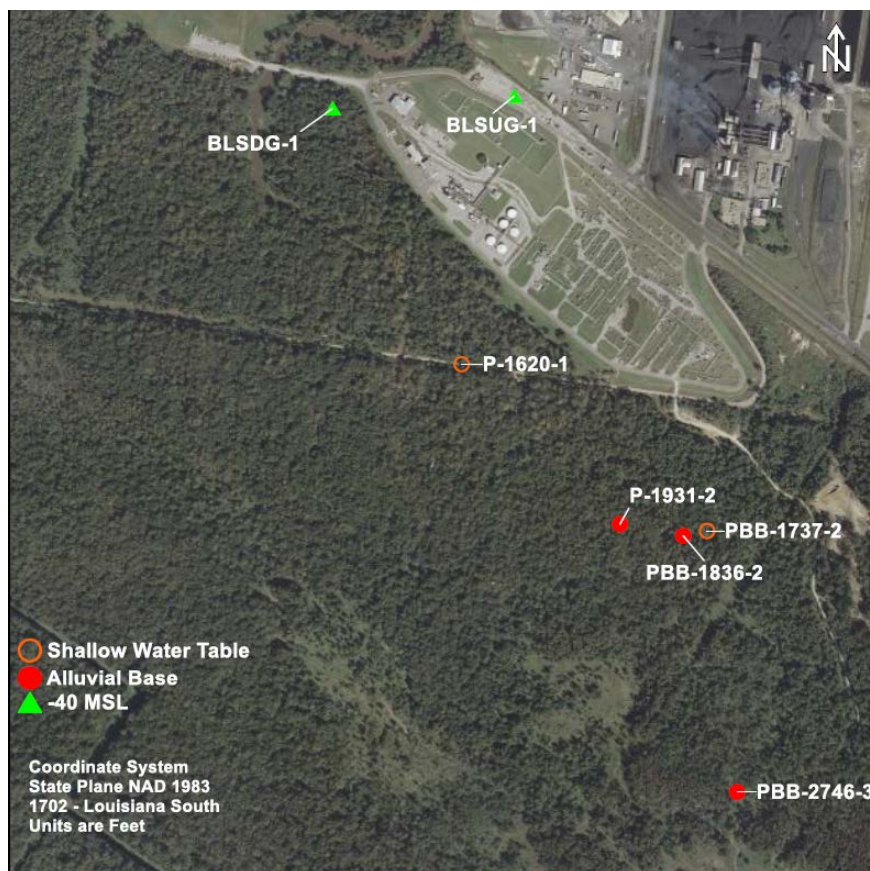 N
BLSDG-1
BLSUG-1
P-1620-1
P-1931-2
PBB-1737-2
PBB-1836-2
Shallow Water Table
Alluvial Base
-40 MSL
Coordinate System
State Plane NAD 1983
1702 - Louisiana South
Units are Feet
PBB-2746-3